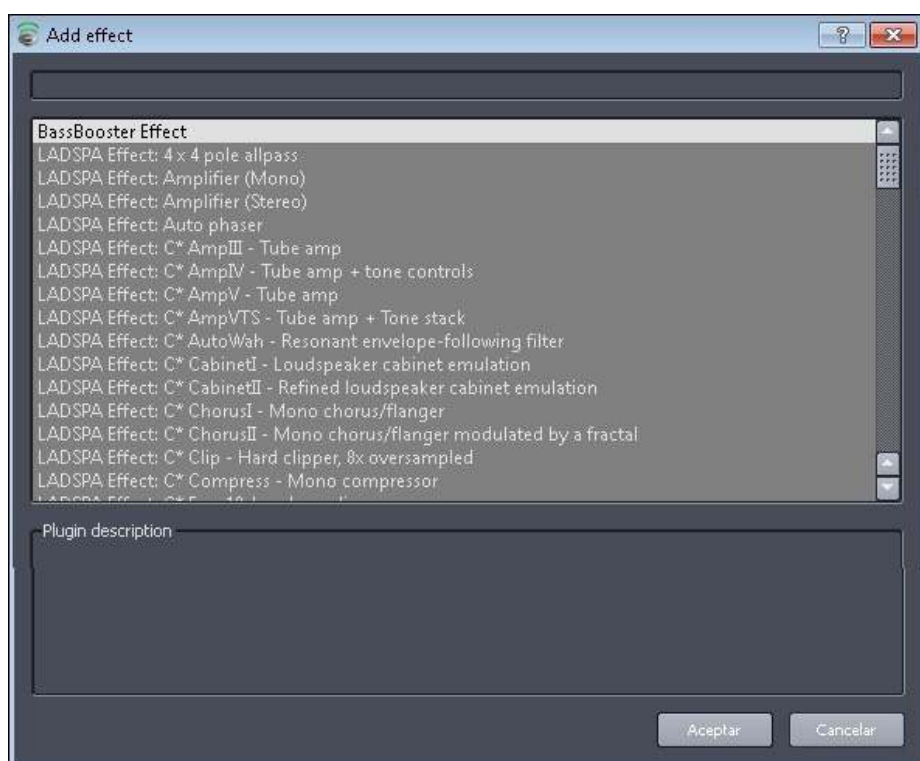 Add effect
BassBooster Effect
LADSPA Effect: 4 x 4 pole allpass
LADSPA Effect: Amplifier (Mono)
LADSPA Effect: Amplifier (Stereo)
LADSPA Effect: Auto phaser
LADSPA Effect: C* AmpIII - Tube amp
LADSPA Effect: C* AmpIV - Tube amp + tone controls
LADSPA Effect: C* AmpV - Tube amp
LADSPA Effect: C* AmpVTS - Tube amp + Tone stack
LADSPA Effect: C* AutoWah - Resonant envelope-following filter
LADSPA Effect: C* CabinetI - Loudspeaker cabinet emulation
LADSPA Effect: C* CabinetII - Refined loudspeaker cabinet emulation
LADSPA Effect: C* ChorusI - Mono chorus/flanger
LADSPA Effect: C* ChorusII - Mono chorus/flanger modulated by a fractal
LADSPA Effect: C* Clip - Hard clipper, 8x oversampled
LADSPA Effect: C* Compress - Mono compressor
Plugin description
Aceptar Cancelar